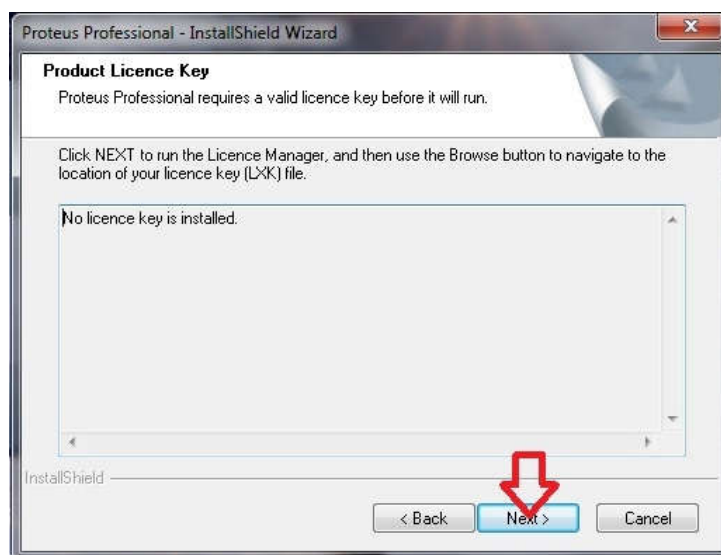 Proteus Professional - InstallShield Wizard
Product Licence Key
Proteus Professional requires a valid licence key before it will run.
Click NEXT to run the Licence Manager, and then use the Browse button to navigate to the
location of your licence key (LXK) file.
No licence key is installed.
InstallShield
< Back Next > Cancel